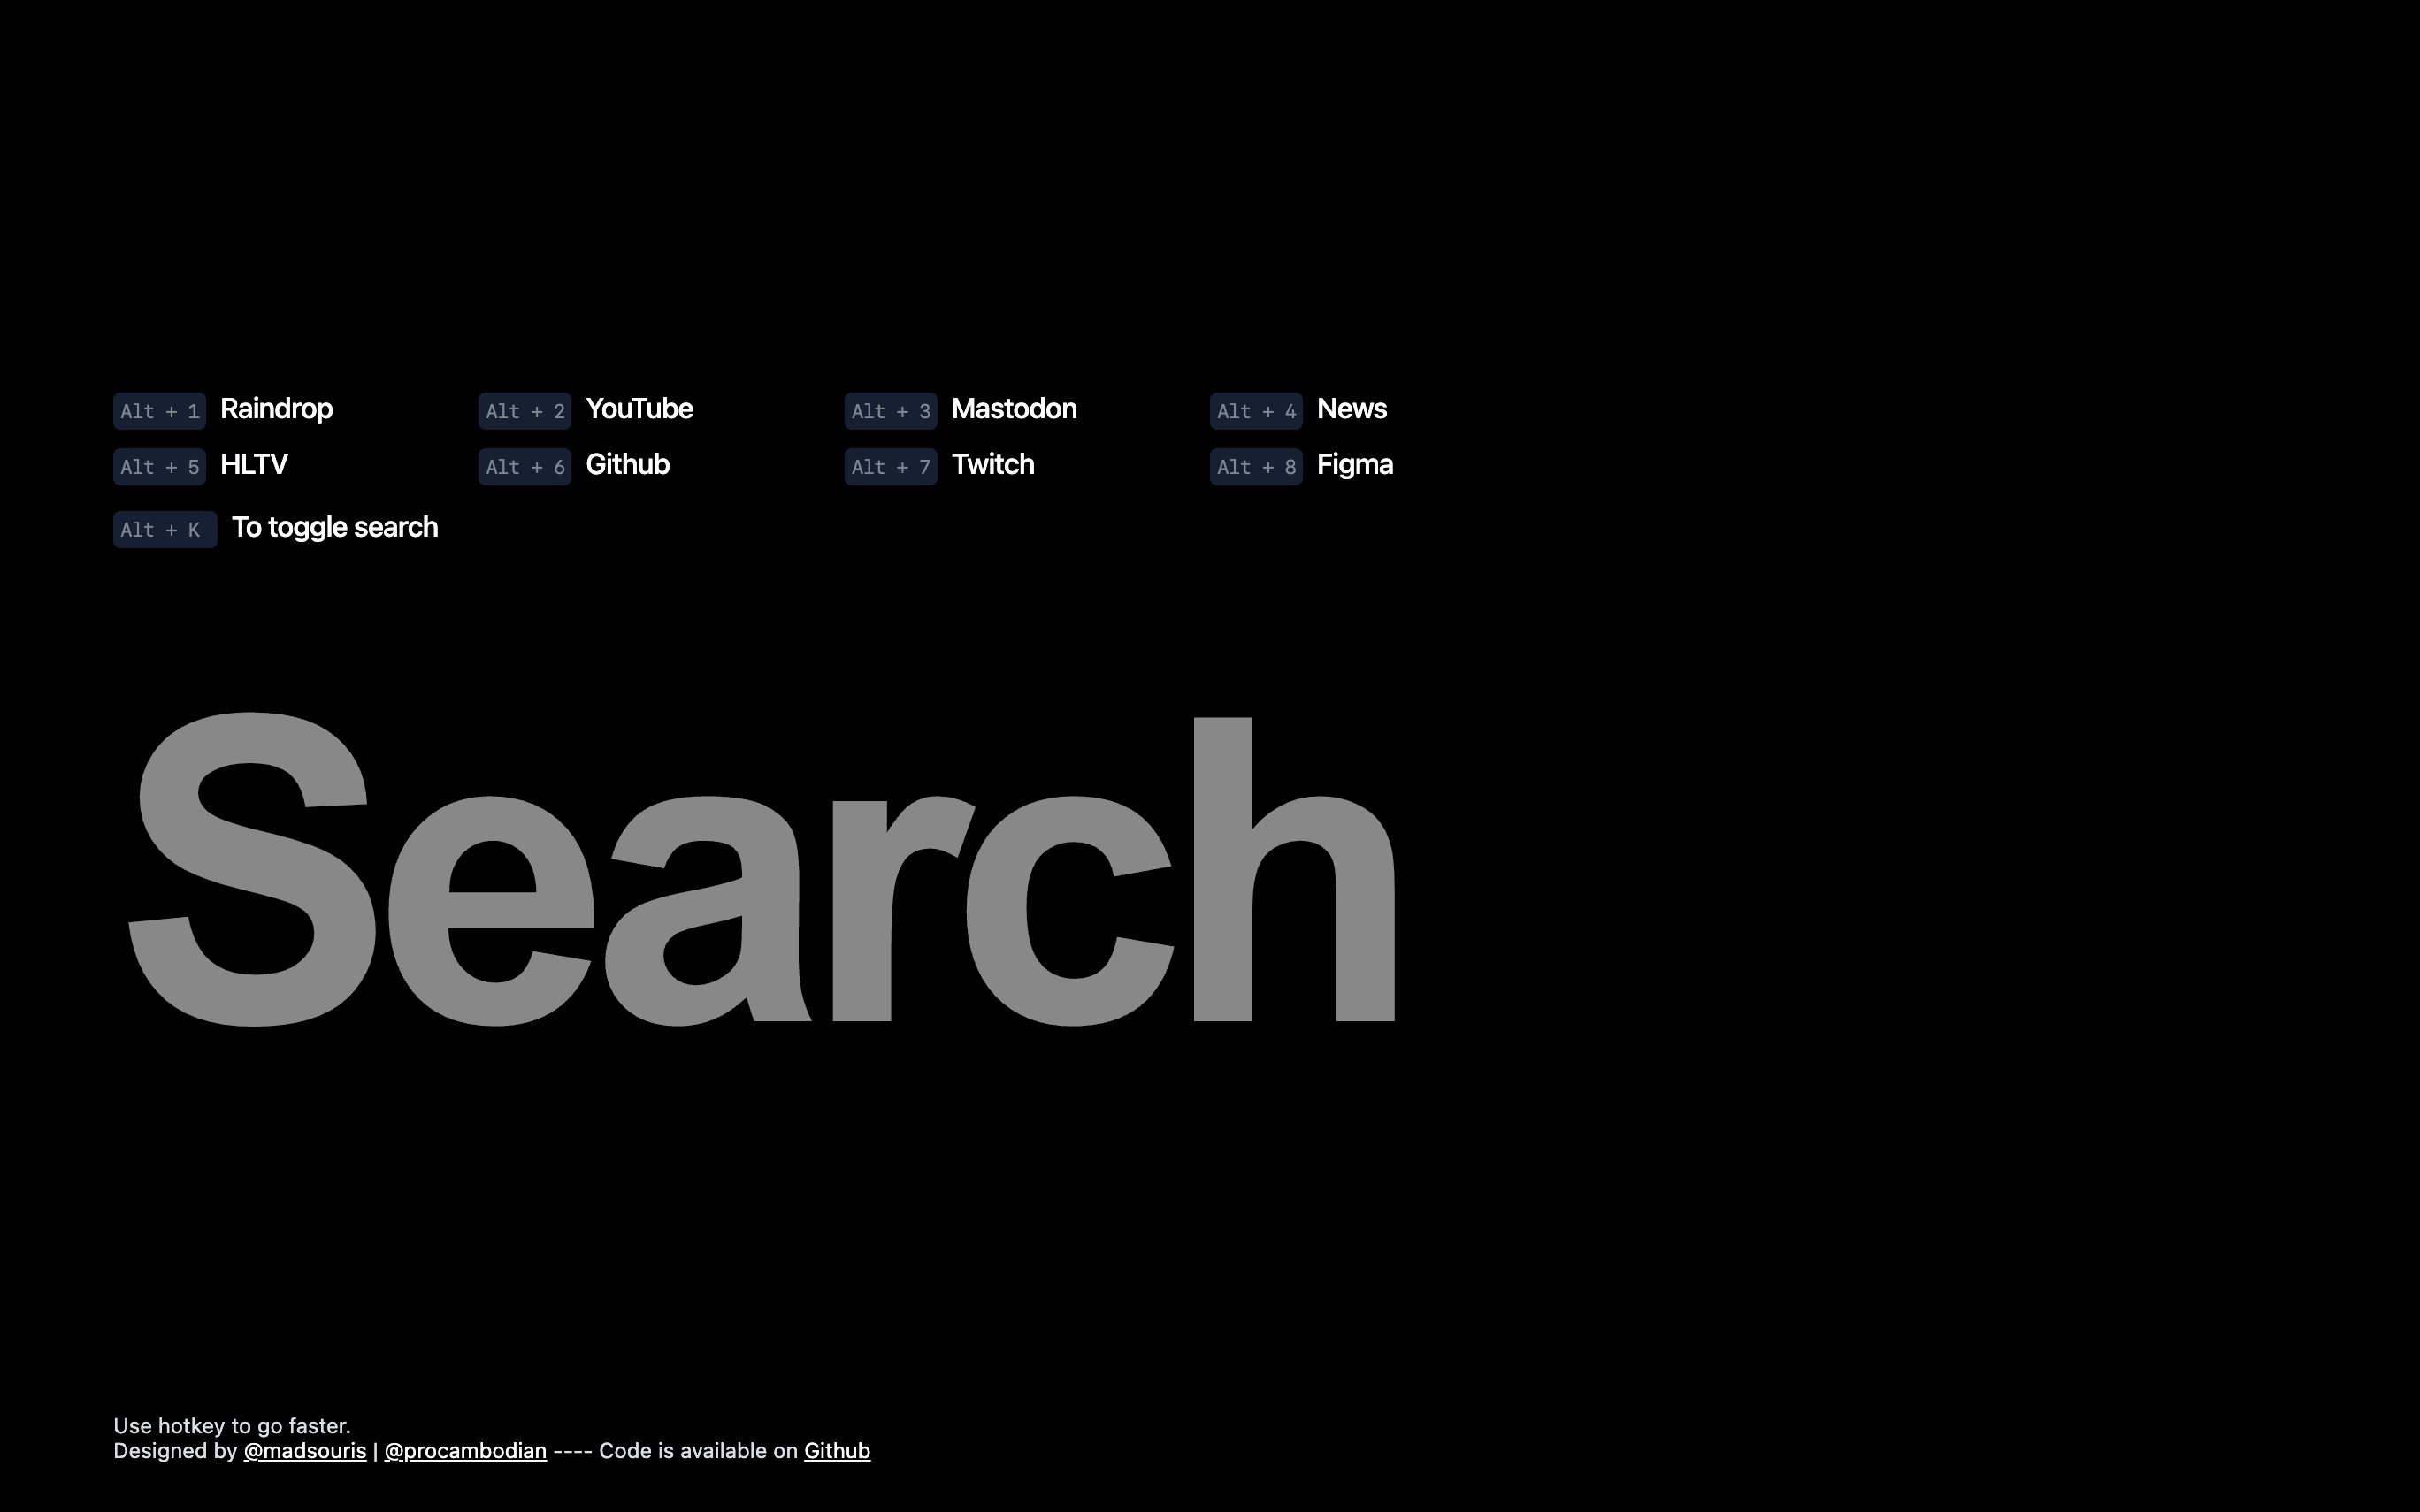 Alt + 1 Raindrop Alt + 2 YouTube Alt + 3 Mastodon Alt + 4 News
Alt + 5 HLTV Alt + 6 Github Alt + 7 Twitch Alt + 8 Figma
Alt + K To toggle search
Search
Use hotkey to go faster.
Designed by @madsouris | @procambodian ---- Code is available on Github